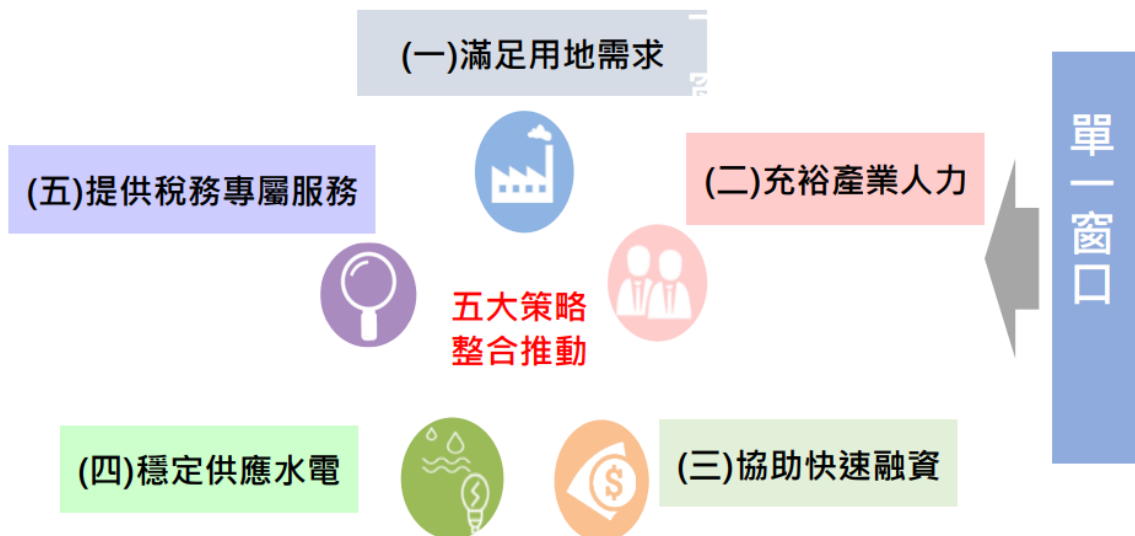 (一)滿足用地需求
(二)充裕產業人力
(三)協助快速融資
(四)穩定供應水電
(五)提供稅務專屬服務
五大策略
整合推動
單一窗口
$